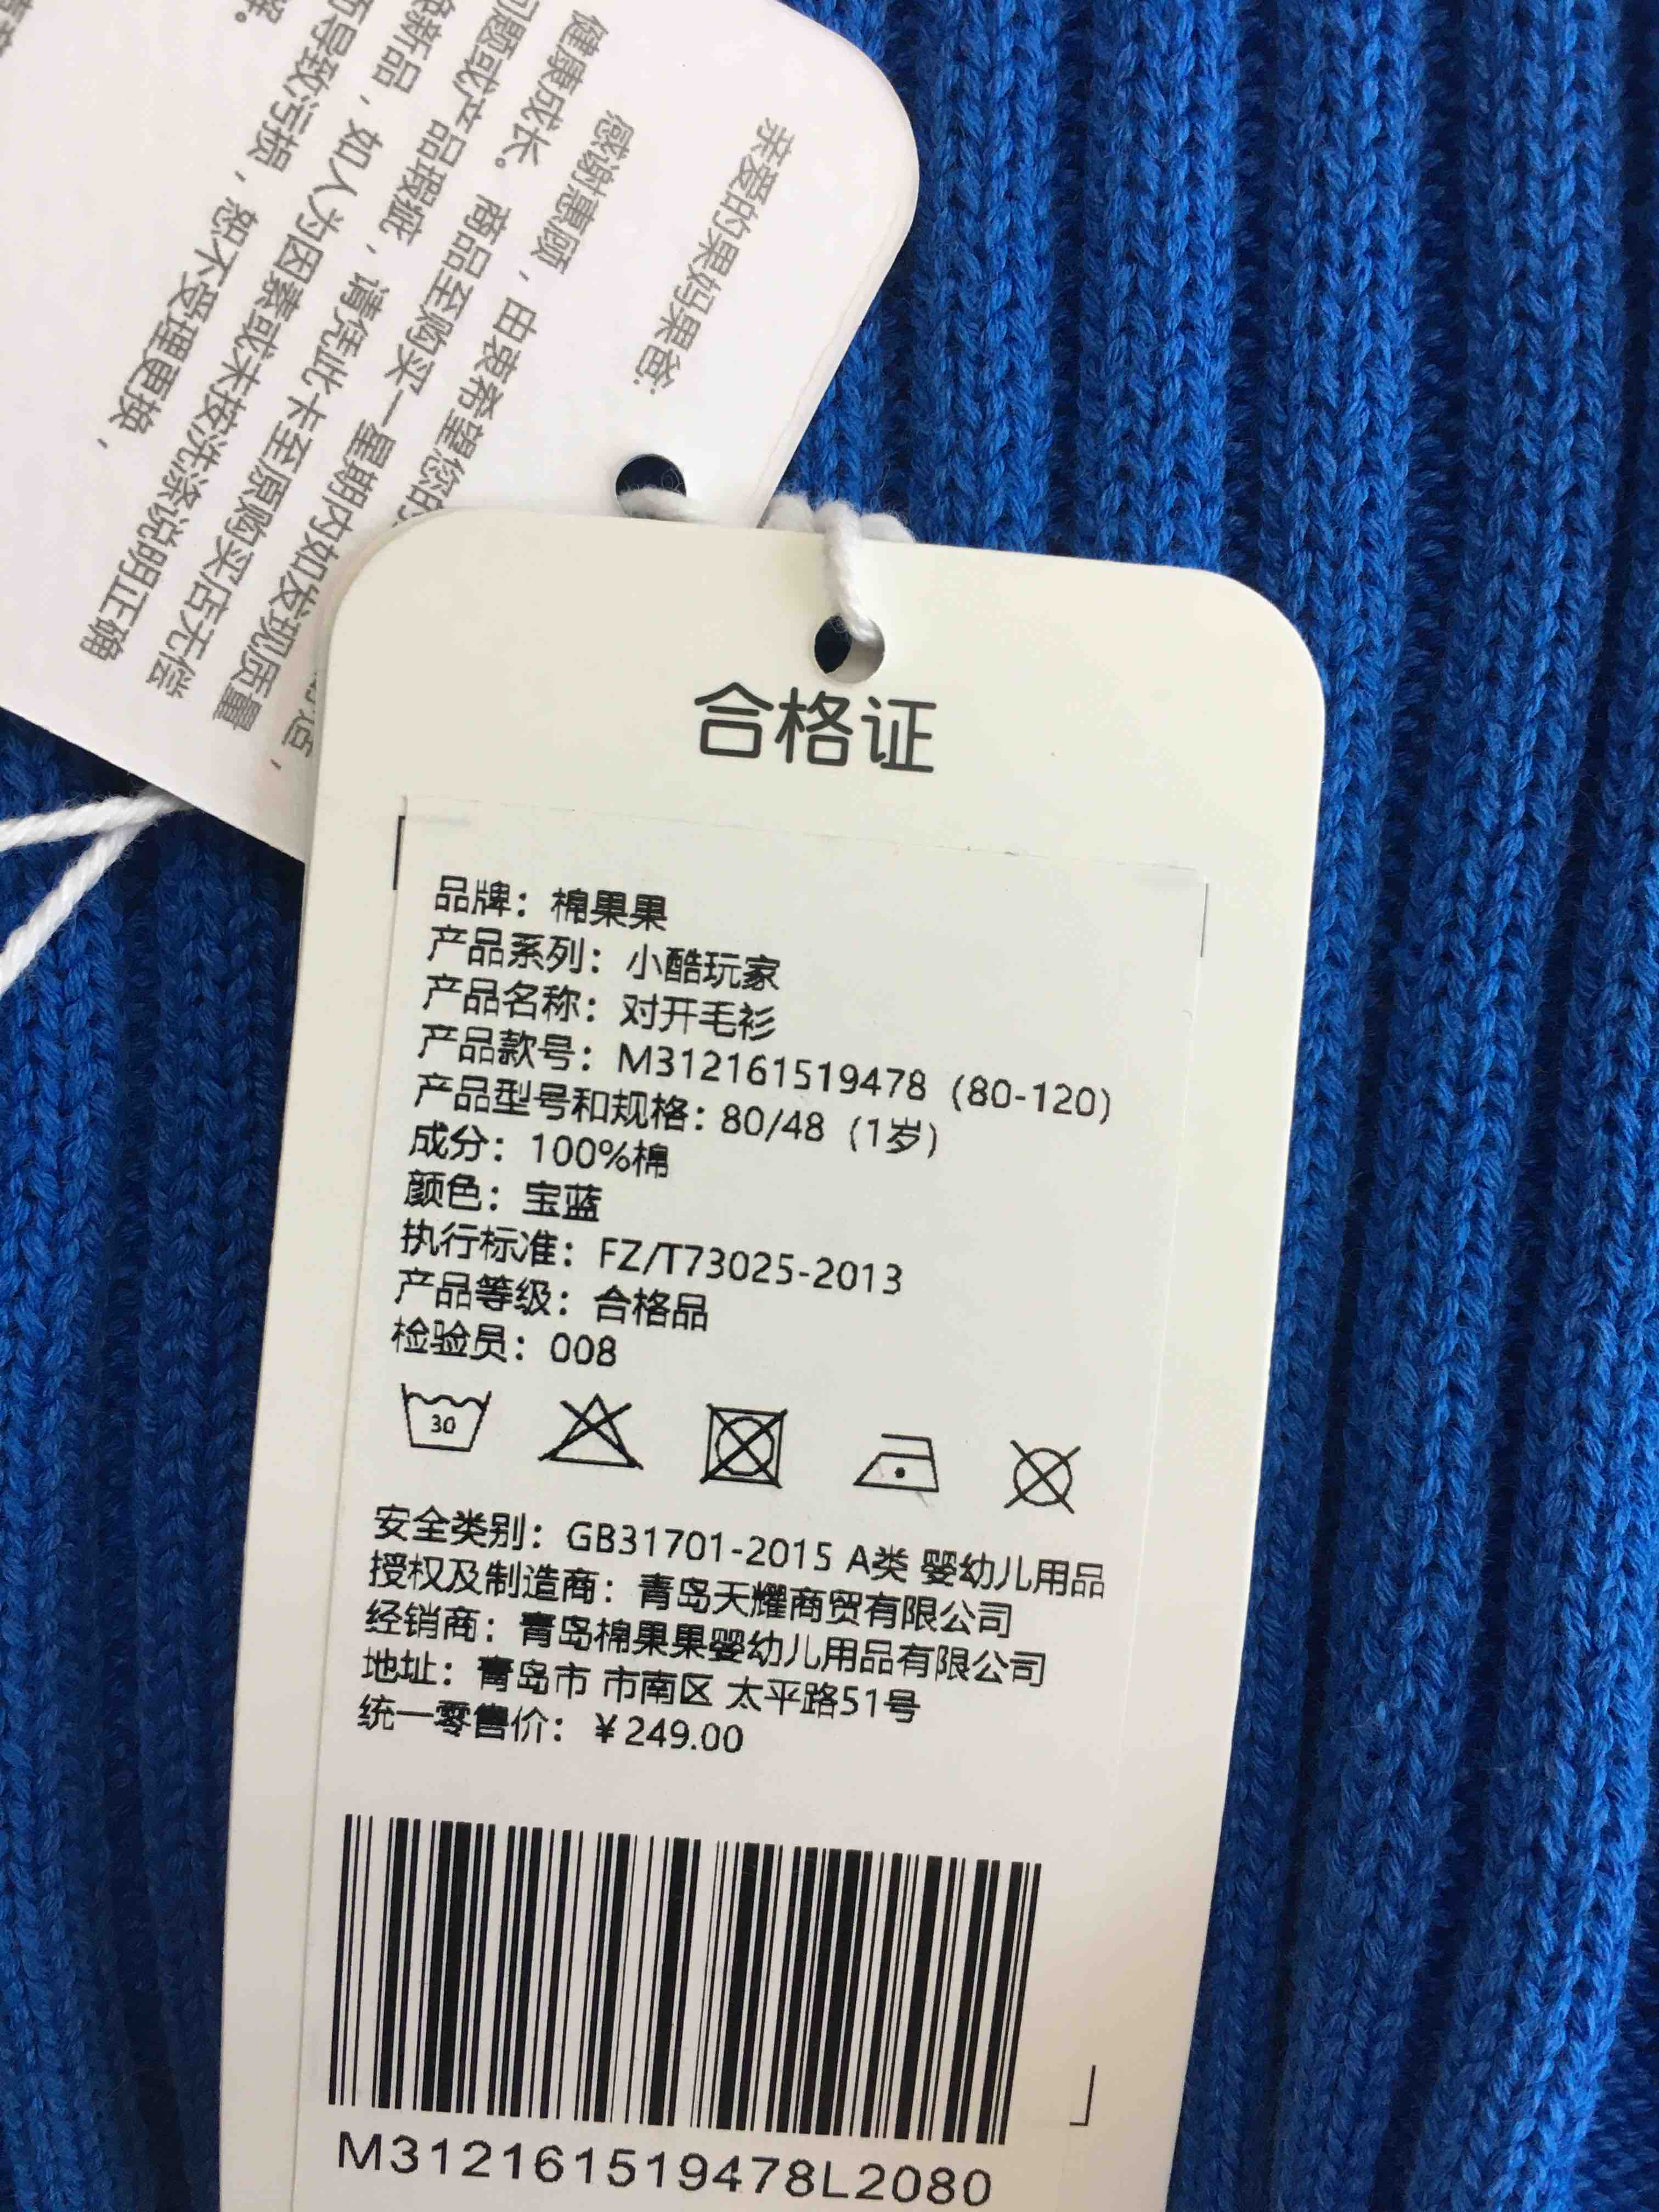 亲爱的果妈果爸:
感谢惠顾，由衷希望您的
健康成长。商品至购买一星期内如发现质量
问题或产品瑕疵，请凭此卡至原购买店无偿
换新品，如人为因素或未按洗涤说明正确
而导致污损，恕不受理更换，
合格证
品牌：棉果果
产品系列：小酷玩家
产品名称：对开毛衫
产品款号：M312161519478（80-120）
产品型号和规格：80/48（1岁）
成分：100%棉
颜色：宝蓝
执行标准：FZ/T73025-2013
产品等级：合格品
检验员：008
30
安全类别：GB31701-2015 A类 婴幼儿用品
授权及制造商：青岛天耀商贸有限公司
经销商：青岛棉果果婴幼儿用品有限公司
地址：青岛市 市南区 太平路51号
统一零售价：￥249.00
M312161519478L2080